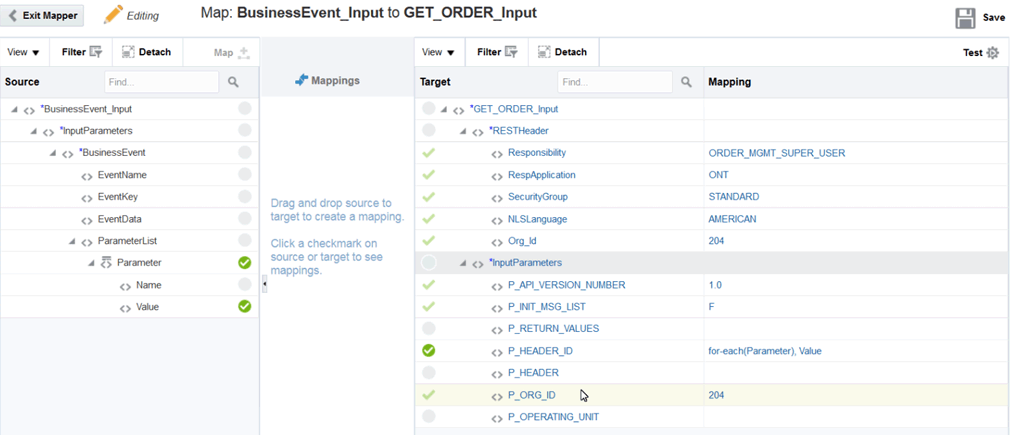 Exit Mapper Editing Map: BusinessEvent_Input to GET_ORDER_Input Save
View Filter Detach Map View Filter Detach Test
Source Find... Mappings Target Find... Mapping
*BusinessEvent_Input *GET_ORDER_Input
*InputParameters *RESTHeader
*BusinessEvent Responsibility ORDER_MGMT_SUPER_USER
EventName RespApplication ONT
EventKey SecurityGroup STANDARD
Drag and drop source to
target to create a mapping.
EventData NLSLanguage AMERICAN
ParameterList Org_Id 204
Click a checkmark on
source or target to see
mappings.
Parameter *InputParameters
Name P_API_VERSION_NUMBER 1.0
Value P_INIT_MSG_LIST F
P_RETURN_VALUES
P_HEADER_ID for-each(Parameter), Value
P_HEADER
P_ORG_ID 204
P_OPERATING_UNIT